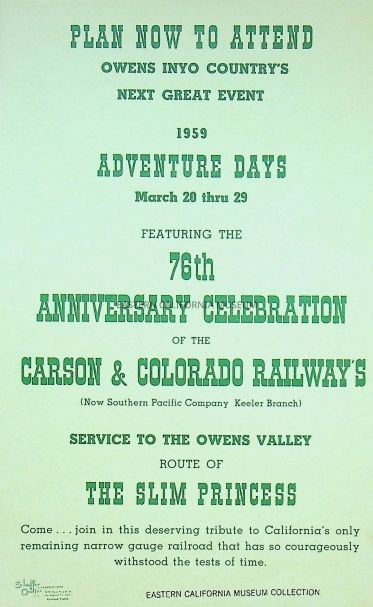 PLAN NOW TO ATTEND
OWENS INYO COUNTRY'S
NEXT GREAT EVENT
1959
ADVENTURE DAYS
March 20 thru 29
FEATURING THE
76th
ANNIVERSARY CELEBRATION
EASTERN CALIFORNIA MUSEUM
OF THE
CARSON & COLORADO RAILWAY'S
(Now Southern Pacific Company Keeler Branch)
SERVICE TO THE OWENS VALLEY
ROUTE OF
THE SLIM PRINCESS
Come . . . join in this deserving tribute to California's only
remaining narrow gauge railroad that has so courageously
withstood the tests of time.
EASTERN CALIFORNIA MUSEUM COLLECTION